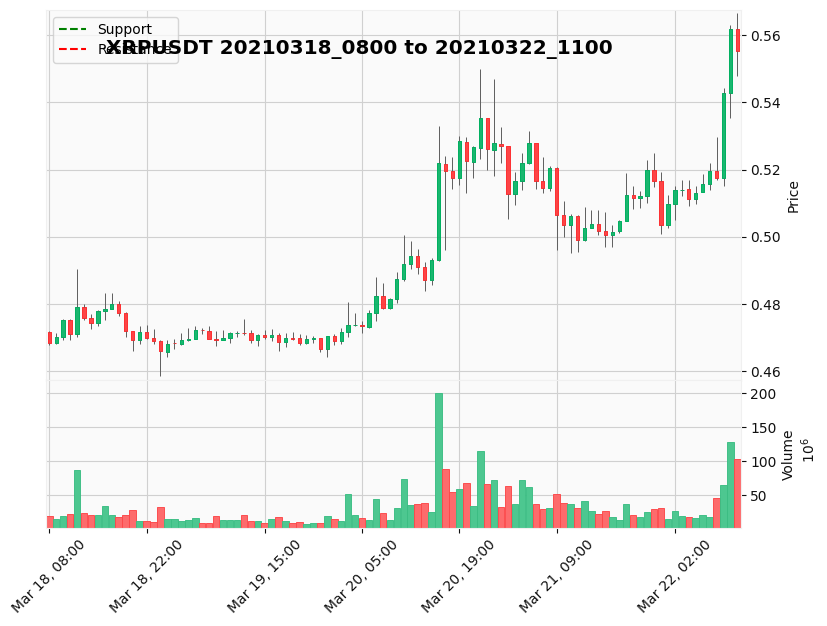 Support
Resistance
XRPUSDT 20210318_0800 to 20210322_1100
0.56
0.54
0.52
0.50
0.48
0.46
Price
200
150
100
50
Volume
10^6
Mar 18, 08:00
Mar 18, 22:00
Mar 19, 15:00
Mar 20, 05:00
Mar 20, 19:00
Mar 21, 09:00
Mar 22, 02:00